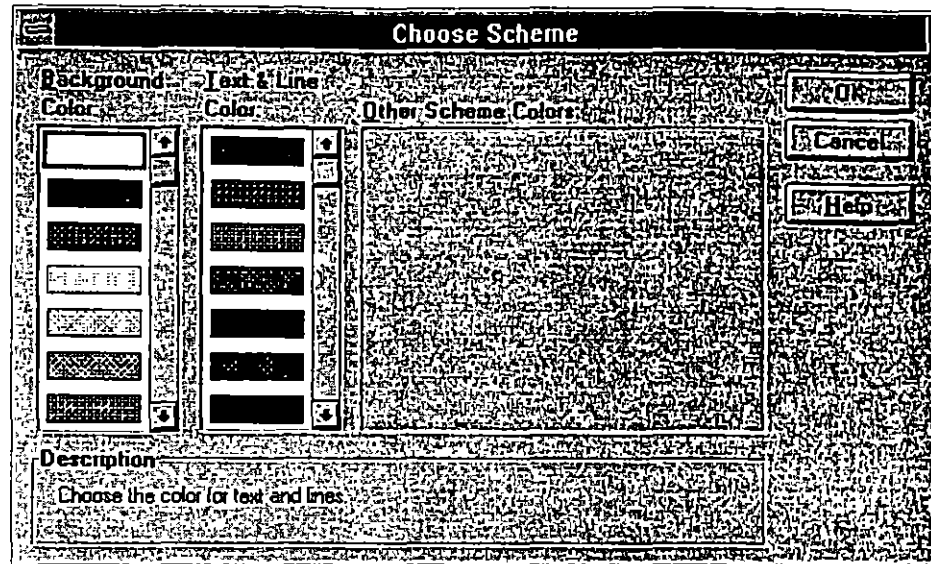 Choose Scheme
Background
Color:
Text & Line
Color:
Other Scheme Colors:
OK
Cancel
Help
Description
Choose the color for text and lines.